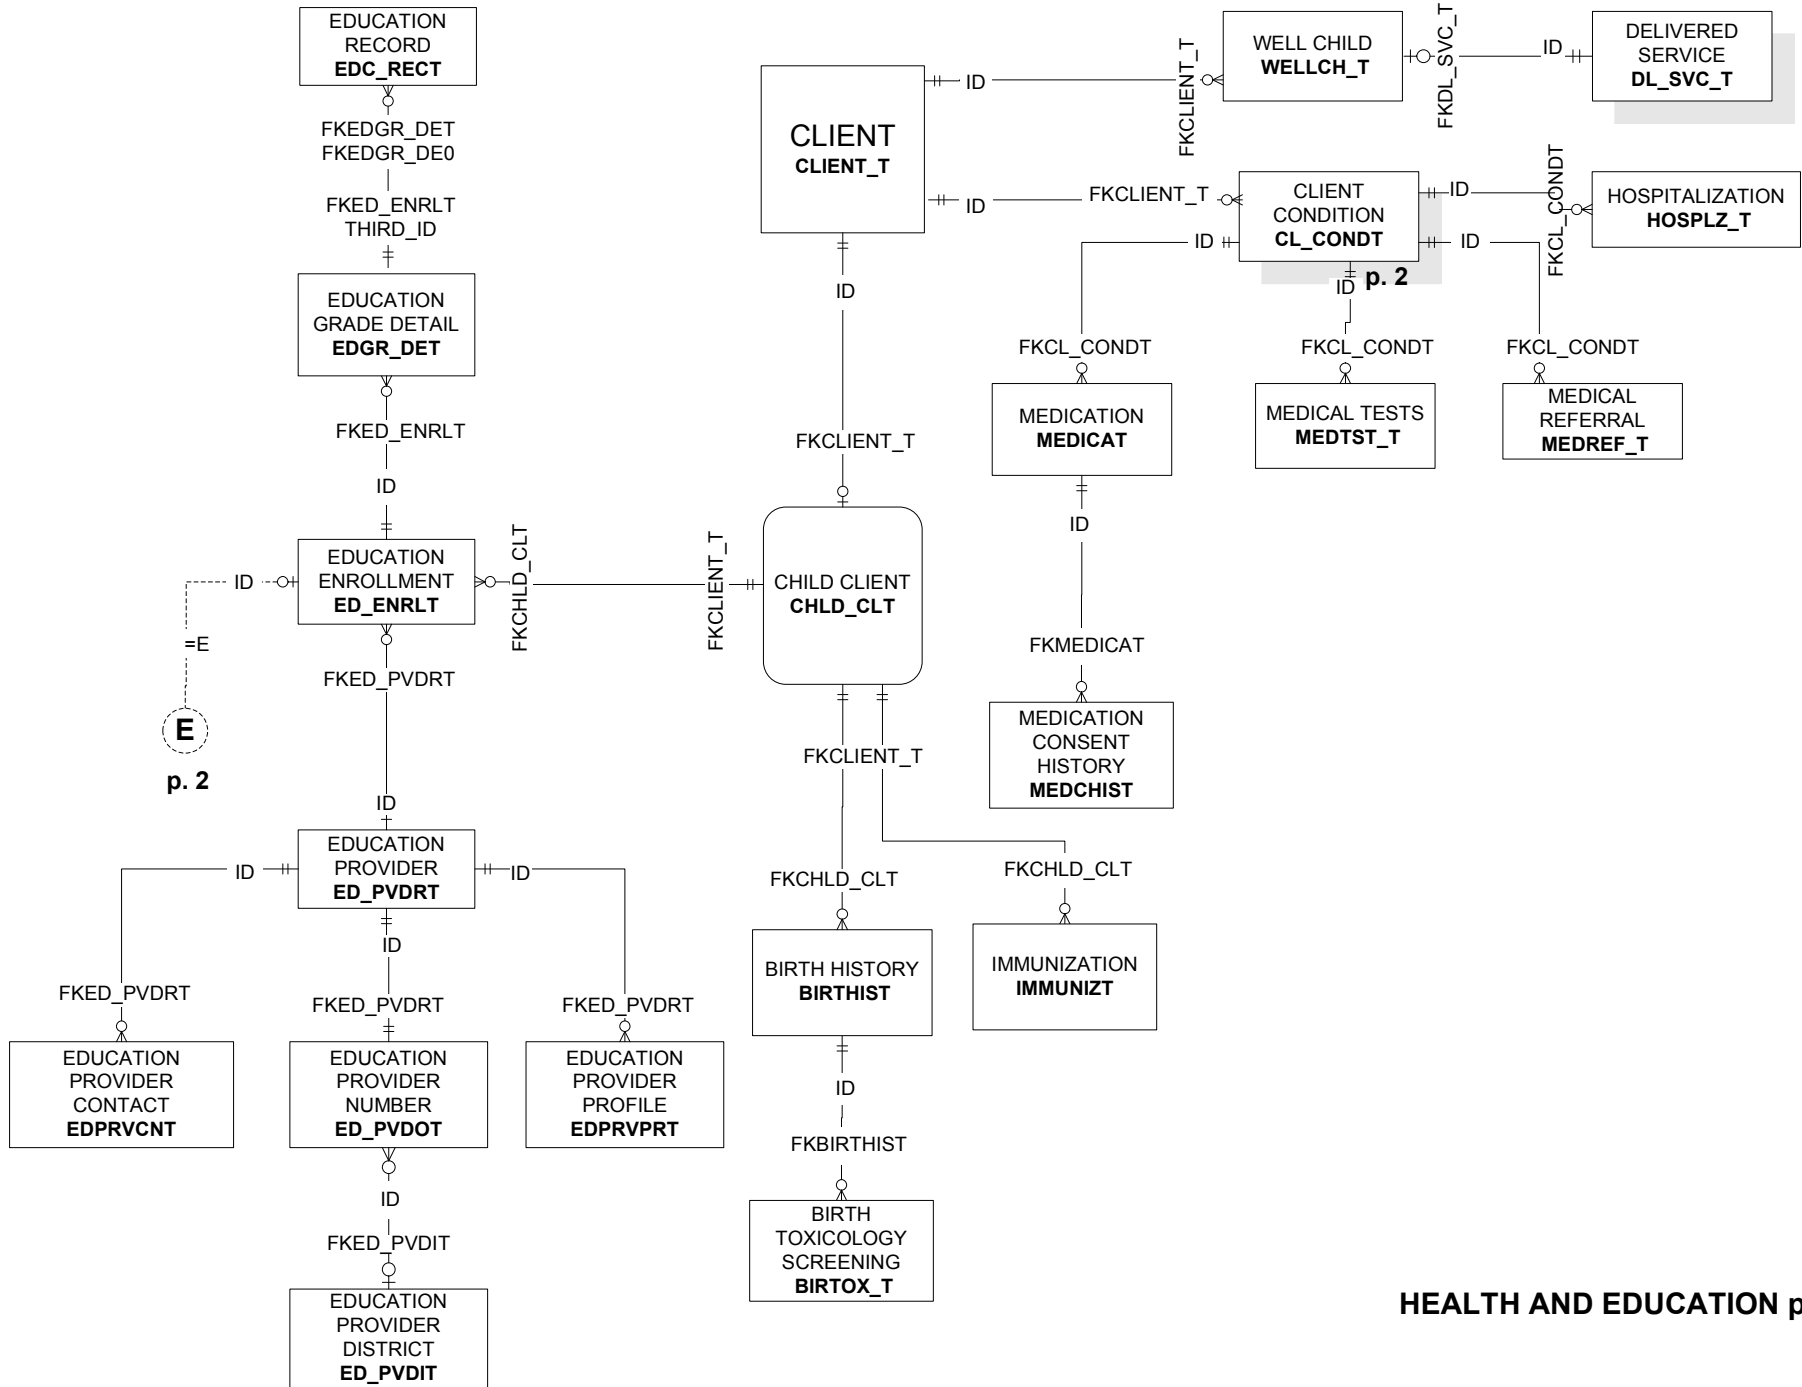 EDUCATION
RECORD
EDC_RECT
FKEDGR_DET
FKEDGR_DE0
FKED_ENRLT
THIRD_ID
EDUCATION
GRADE DETAIL
EDGR_DET
FKED_ENRLT
ID
EDUCATION
ENROLLMENT
ED_ENRLT
ID
=E
E
p. 2
FKCHLD_CLT
FKCLIENT_T
FKED_PVDRT
ID
EDUCATION
PROVIDER
ED_PVDRT
ID
ID
ID
FKED_PVDRT
FKED_PVDRT
FKED_PVDRT
EDUCATION
PROVIDER
CONTACT
EDPRVCNT
EDUCATION
PROVIDER
NUMBER
ED_PVDOT
EDUCATION
PROVIDER
PROFILE
EDPRVPRT
ID
FKED_PVDIT
EDUCATION
PROVIDER
DISTRICT
ED_PVDIT
CLIENT
CLIENT_T
ID
FKCLIENT_T
WELL CHILD
WELLCH_T
FKDL_SVC_T
ID
DELIVERED
SERVICE
DL_SVC_T
ID
FKCLIENT_T
CLIENT
CONDITION
CL_CONDT
p. 2
ID
FKCL_CONDT
HOSPITALIZATION
HOSPLZ_T
ID
ID
ID
FKCL_CONDT
FKCL_CONDT
FKCL_CONDT
MEDICATION
MEDICAT
MEDICAL TESTS
MEDTST_T
MEDICAL
REFERRAL
MEDREF_T
ID
FKMEDICAT
MEDICATION
CONSENT
HISTORY
MEDCHIST
ID
FKCLIENT_T
CHILD CLIENT
CHLD_CLT
FKCLIENT_T
FKCHLD_CLT
FKCHLD_CLT
BIRTH HISTORY
BIRTHIST
IMMUNIZATION
IMMUNIZT
ID
FKBIRTHIST
BIRTH
TOXICOLOGY
SCREENING
BIRTOX_T
HEALTH AND EDUCATION p